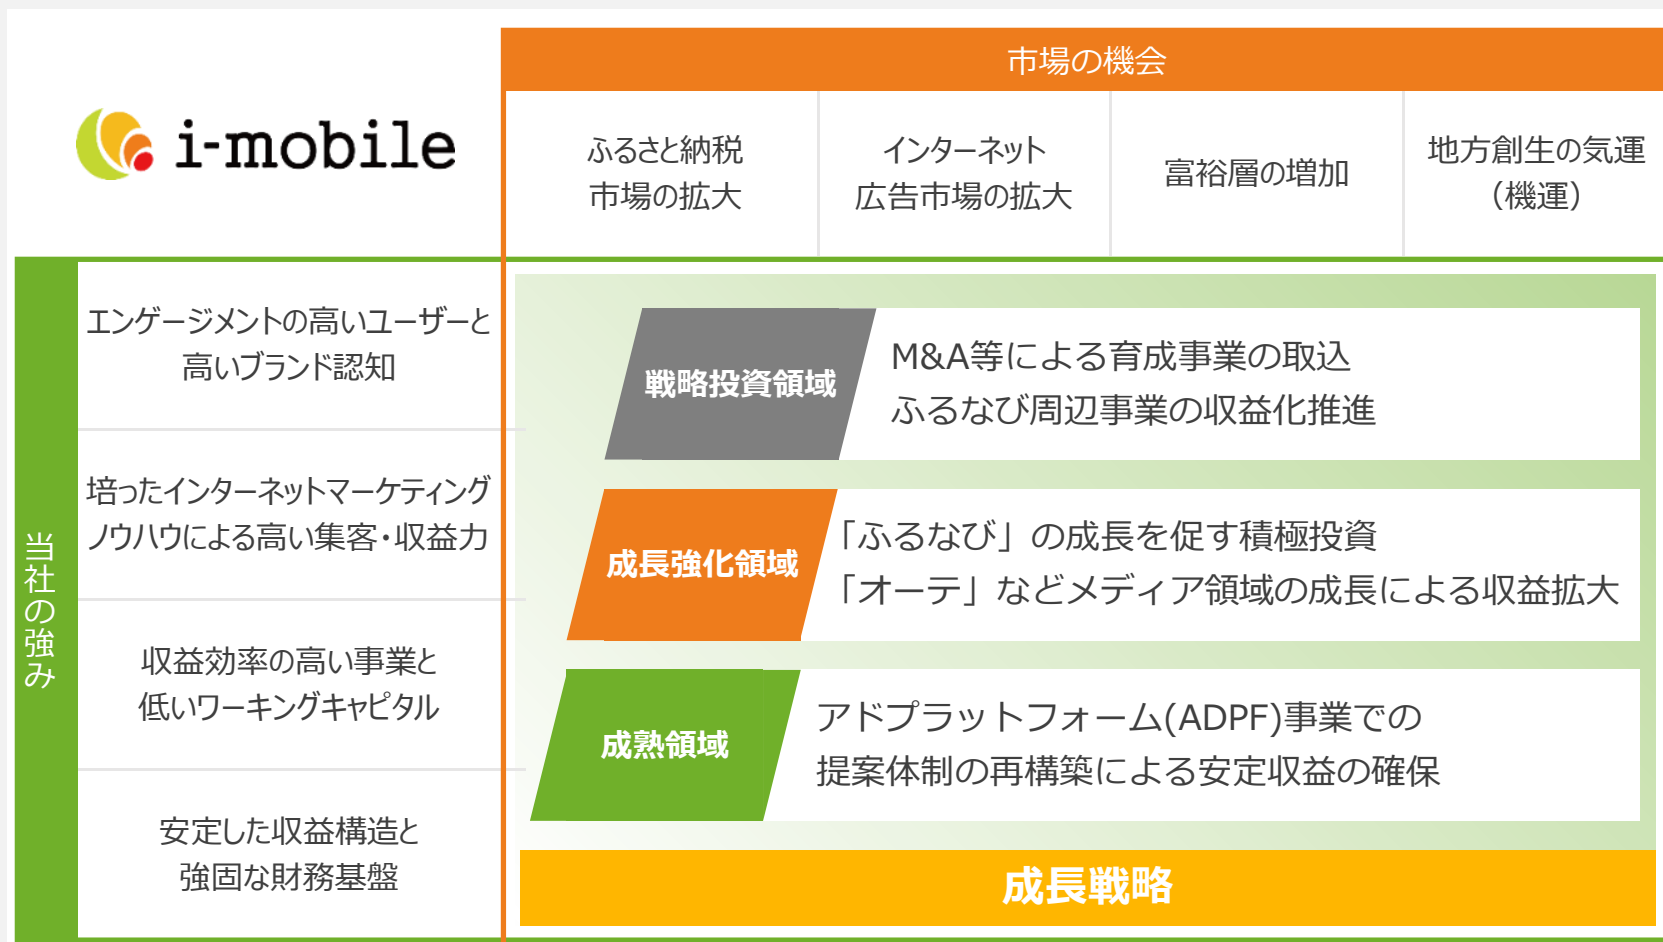 市場の機会
i-mobile
ふるさと納税
市場の拡大
インターネット
広告市場の拡大
富裕層の増加
地方創生の気運
（機運）
当社の強み
エンゲージメントの高いユーザーと
高いブランド認知
培ったインターネットマーケティング
ノウハウによる高い集客・収益力
収益効率の高い事業と
低いワーキングキャピタル
安定した収益構造と
強固な財務基盤
戦略投資領域
M&A等による育成事業の取込
ふるなび周辺事業の収益化推進
成長強化領域
「ふるなび」の成長を促す積極投資
「オーテ」などメディア領域の成長による収益拡大
成熟領域
アドプラットフォーム(ADPF)事業での
提案体制の再構築による安定収益の確保
成長戦略